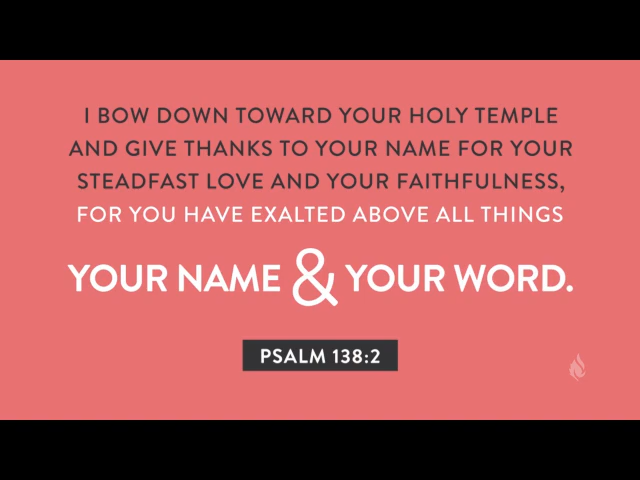 I BOW DOWN TOWARD YOUR HOLY TEMPLE
AND GIVE THANKS TO YOUR NAME FOR YOUR
STEADFAST LOVE AND YOUR FAITHFULNESS,
FOR YOU HAVE EXALTED ABOVE ALL THINGS
YOUR NAME & YOUR WORD.
PSALM 138:2